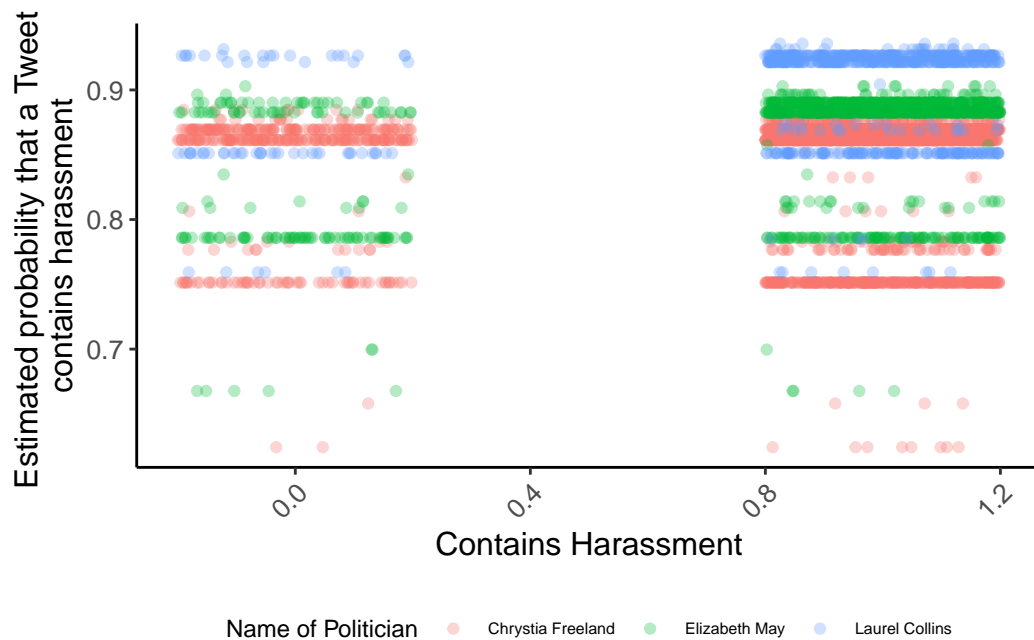 Estimated probability that a Tweet
contains harassment
0.9
0.8
0.7
0.0
0.4
0.8
1.2
Contains Harassment
Name of Politician Chrystia Freeland Elizabeth May Laurel Collins